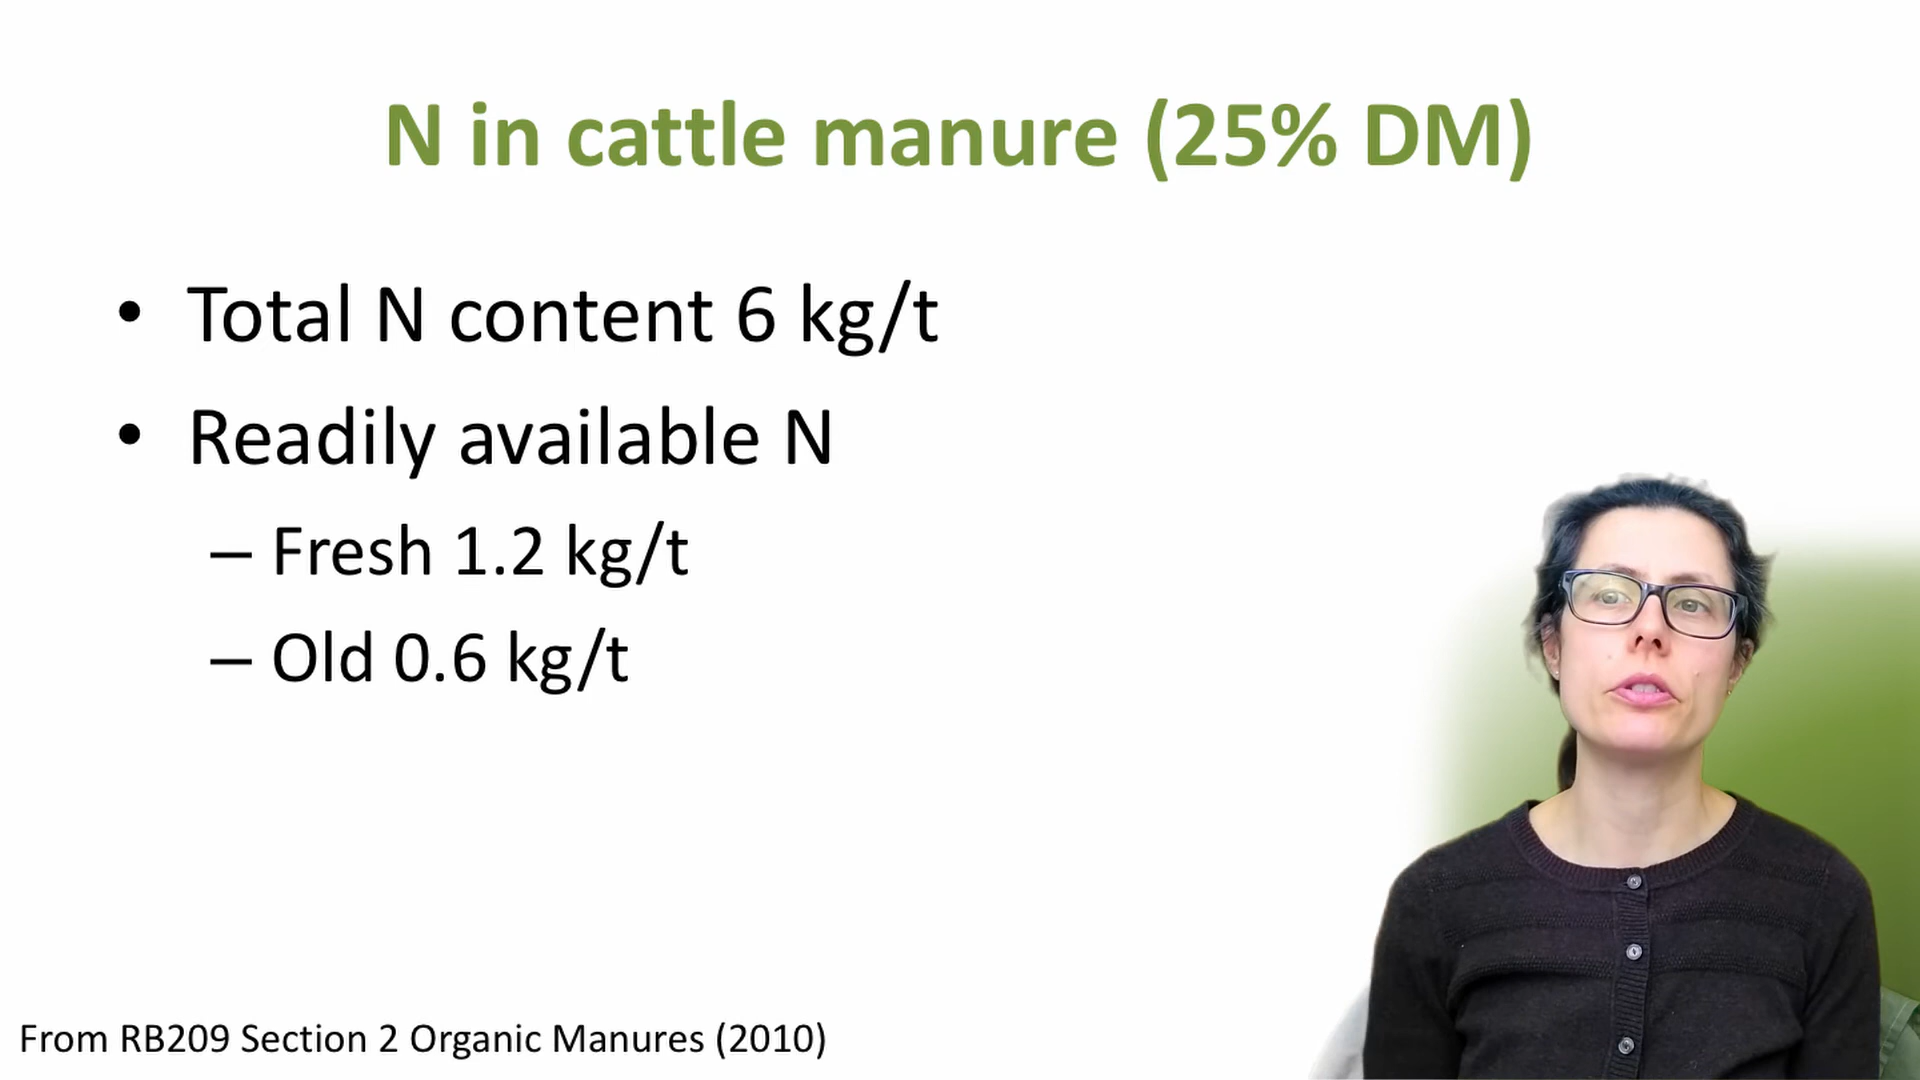 N in cattle manure (25% DM)
• Total N content 6 kg/t
• Readily available N
– Fresh 1.2 kg/t
– Old 0.6 kg/t
From RB209 Section 2 Organic Manures (2010)